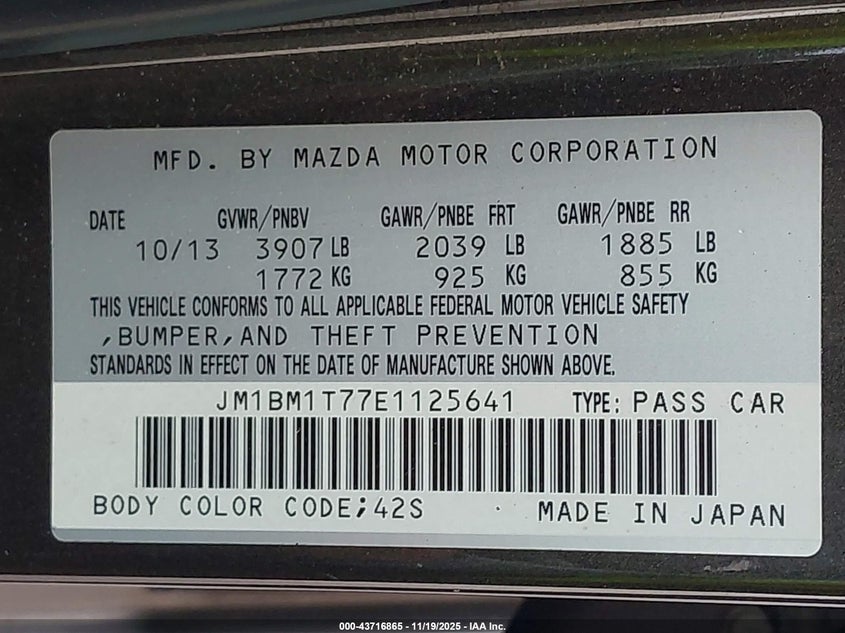 MFD. BY MAZDA MOTOR CORPORATION
DATE GVWR/PNBV GAWR/PNBE FRT GAWR/PNBE RR
10/13 3907 LB 2039 LB 1885 LB
1772 KG 925 KG 855 KG
THIS VEHICLE CONFORMS TO ALL APPLICABLE FEDERAL MOTOR VEHICLE SAFETY
,BUMPER,AND THEFT PREVENTION
STANDARDS IN EFFECT ON THE DATE OF MANUFACTURE SHOWN ABOVE.
JM1BM1T77E1125641 TYPE: PASS CAR
BODY COLOR CODE;42S MADE IN JAPAN
000-43716865 - 11/19/2025 - IAA Inc.